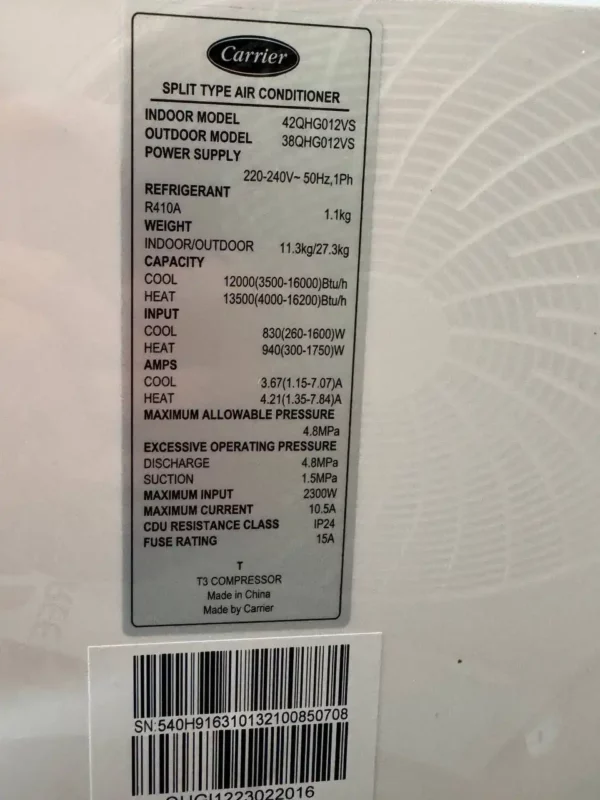 Carrier
SPLIT TYPE AIR CONDITIONER
INDOOR MODEL 42QHG012VS
OUTDOOR MODEL 38QHG012VS
POWER SUPPLY
220-240V~ 50Hz,1Ph
REFRIGERANT
R410A 1.1kg
WEIGHT
INDOOR/OUTDOOR 11.3kg/27.3kg
CAPACITY
COOL 12000(3500-16000)Btu/h
HEAT 13500(4000-16200)Btu/h
INPUT
COOL 830(260-1600)W
HEAT 940(300-1750)W
AMPS
COOL 3.67(1.15-7.07)A
HEAT 4.21(1.35-7.84)A
MAXIMUM ALLOWABLE PRESSURE
4.8MPa
EXCESSIVE OPERATING PRESSURE
DISCHARGE 4.8MPa
SUCTION 1.5MPa
MAXIMUM INPUT 2300W
MAXIMUM CURRENT 10.5A
CDU RESISTANCE CLASS IP24
FUSE RATING 15A
T
T3 COMPRESSOR
Made in China
Made by Carrier
SN:540H916310132100850708